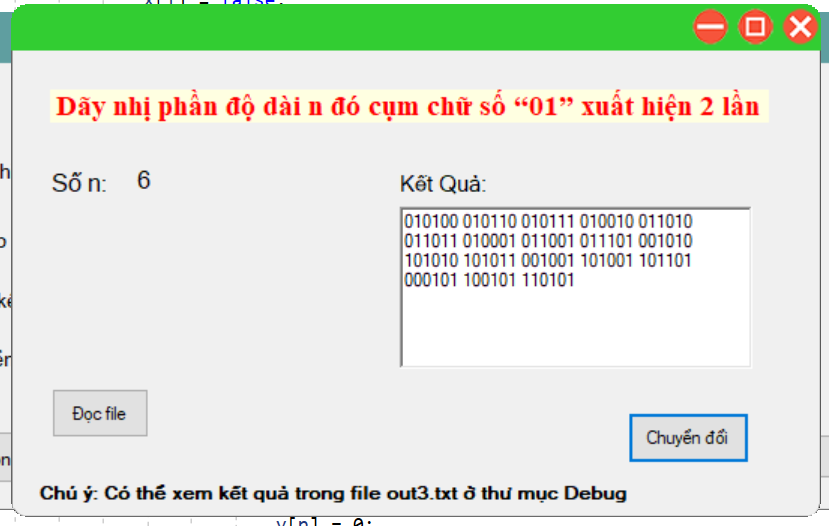 Dãy nhị phần độ dài n đó cụm chữ số “01” xuất hiện 2 lần
Số n: 6
Kết Quả:
010100 010110 010111 010010 011010
011011 010001 011001 011101 001010
101010 101011 001001 101001 101101
000101 100101 110101
Đọc file
Chuyển đổi
Chú ý: Có thể xem kết quả trong file out3.txt ở thư mục Debug
y[n] = 0;